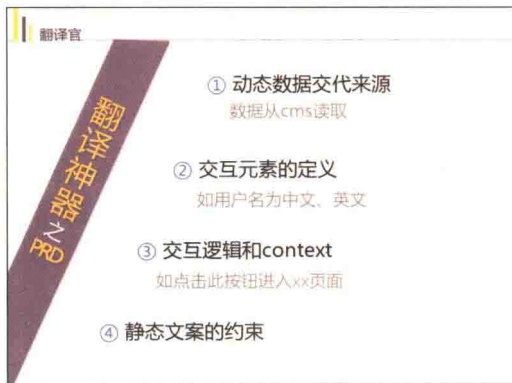 翻译官
翻译神器之PRD
① 动态数据交代来源
数据从cms读取
② 交互元素的定义
如用户名为中文、英文
③ 交互逻辑和context
如点击此按钮进入xx页面
④ 静态文案的约束